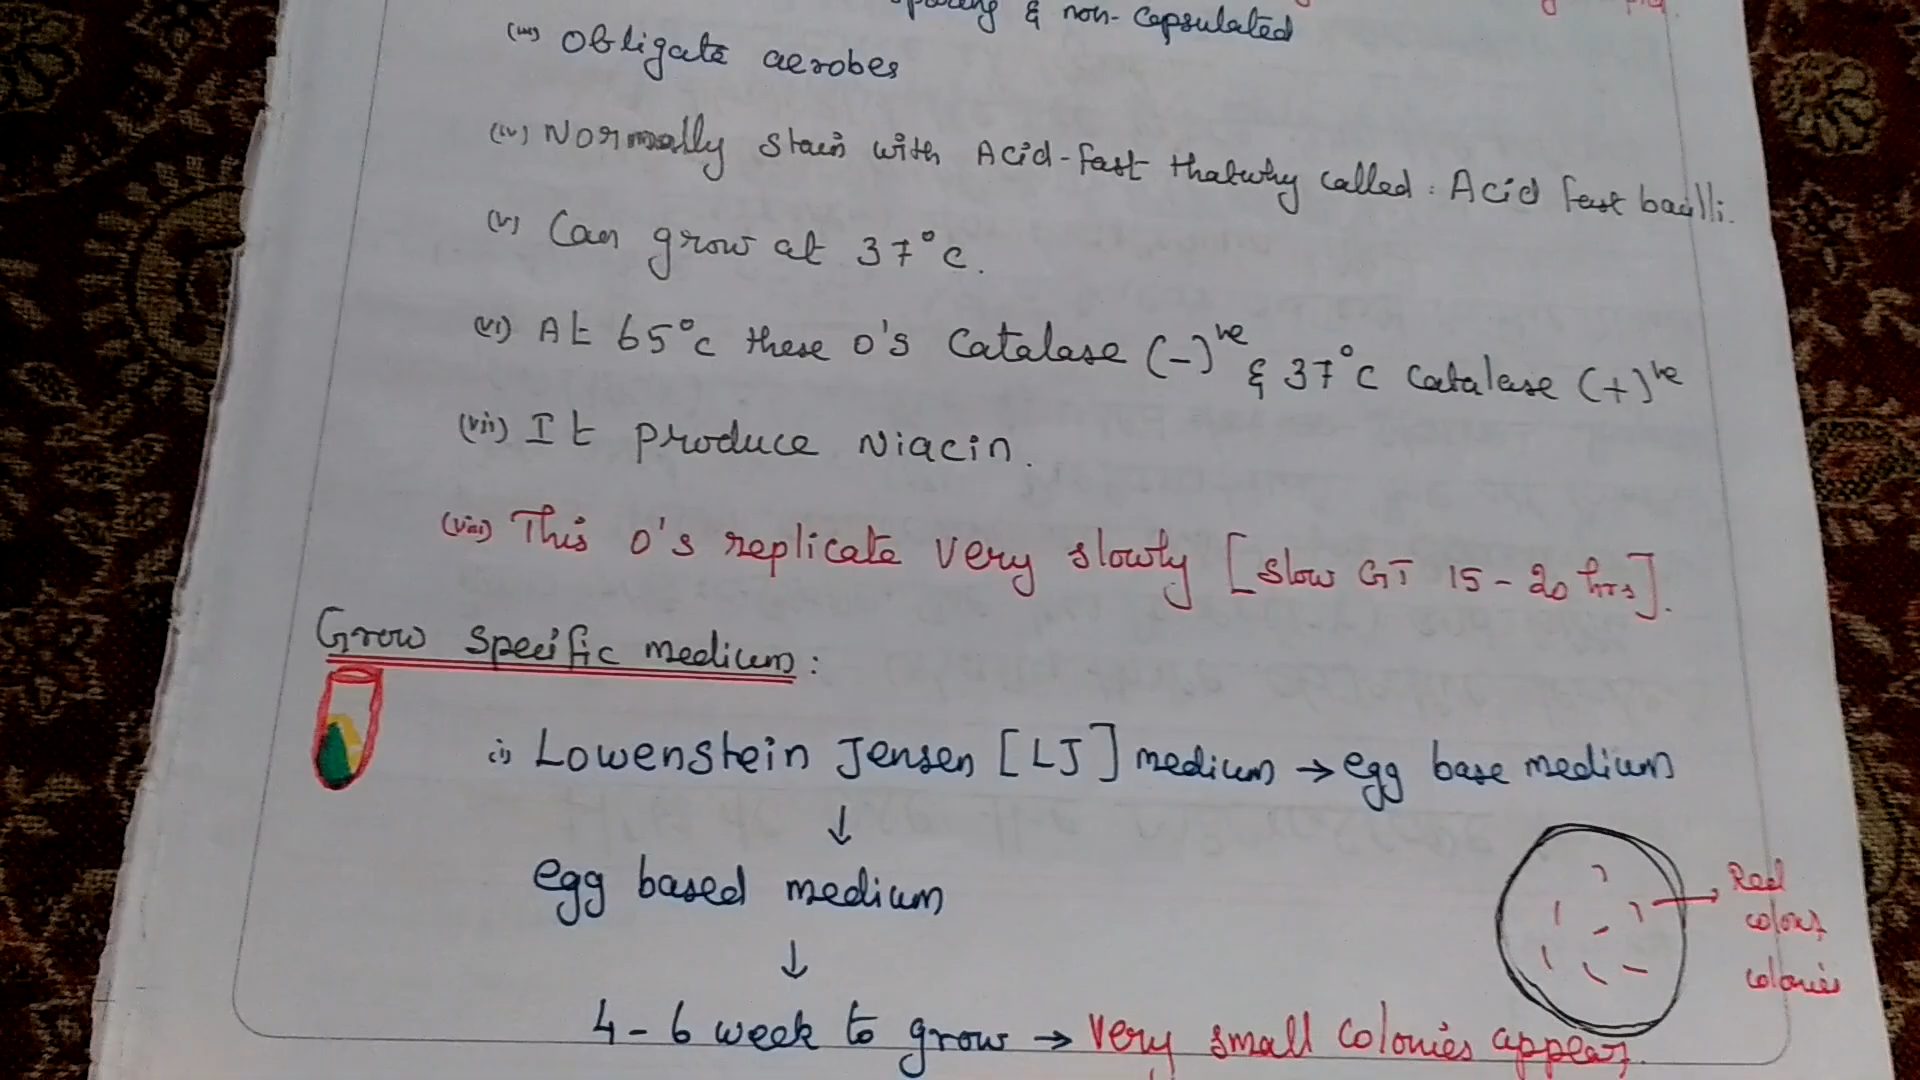 & non-capsulated
(iii) Obligate aerobes
(iv) Normally stain with Acid-fast thatwhy called : Acid fast bacilli.
(v) Can grow at 37°c.
(vi) At 65°c these o's Catalase (-)ve & 37°c Catalase (+)ve
(vii) It produce Niacin.
(viii) This o's replicate very slowly [slow GT 15-20 hrs].
Grow specific medium :
i) Lowenstein Jensen [LJ] medium → egg base medium
↓
egg based medium
↓
Red
colour
colonies
4-6 week to grow → very small colonies appear.